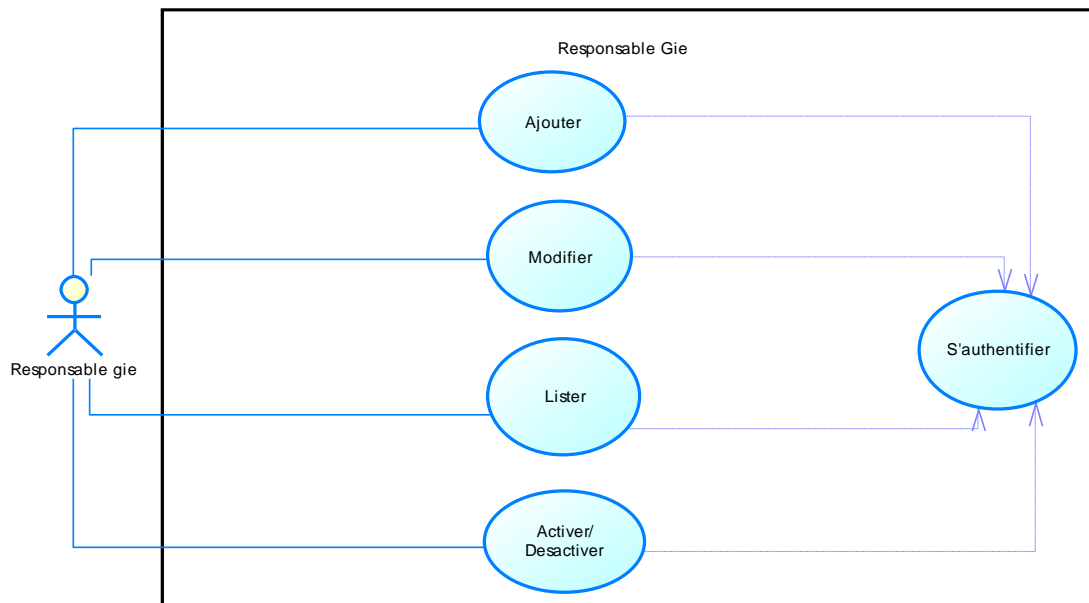 Responsable Gie
Ajouter
Modifier
S'authentifier
Responsable gie
Lister
Activer/
Desactiver